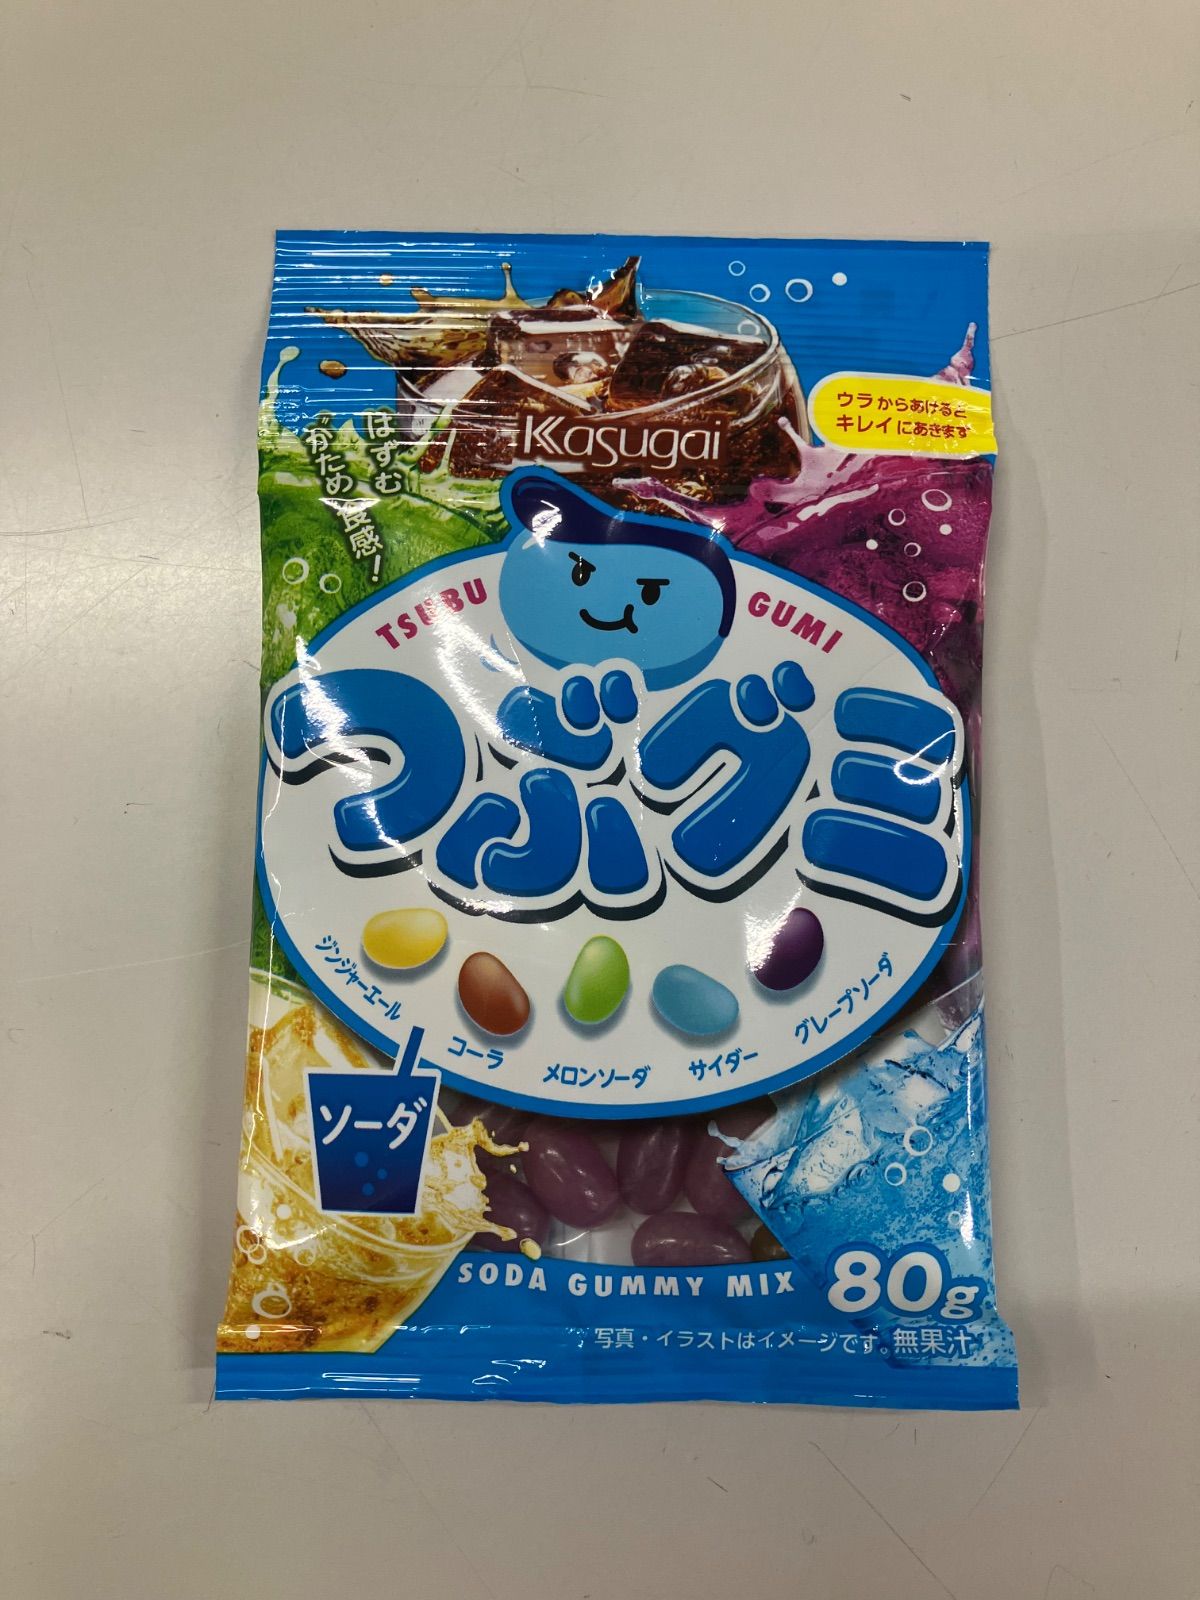 Kasugai
ウラからあけると
キレイにあきます
はずむ
"がため"食感!
TSUBU GUMI
つぶグミ
ジンジャーエール
コーラ
メロンソーダ
サイダー
グレープソーダ
ソーダ
SODA GUMMY MIX
80g
写真・イラストはイメージです。無果汁